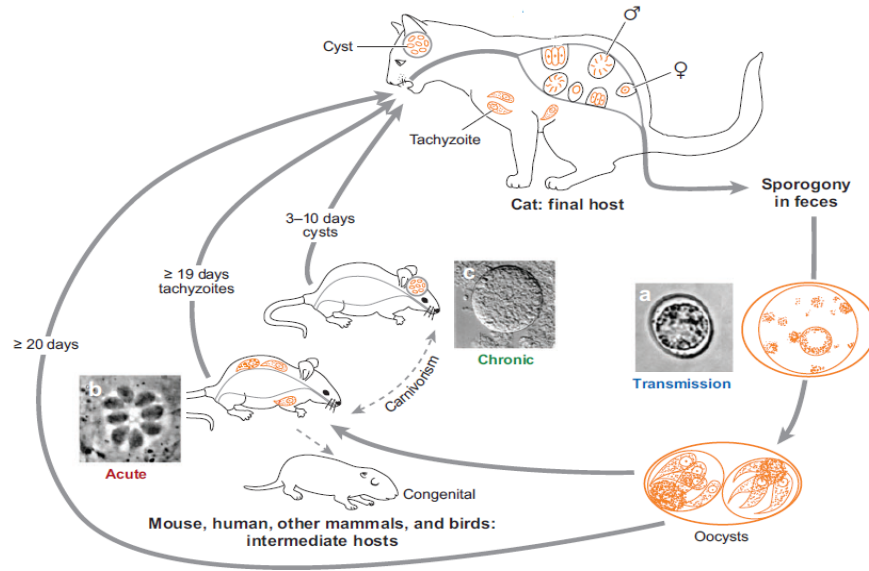 Cyst
♂
♀
Tachyzoite
Cat: final host
Sporogony
in feces
3–10 days
cysts
≥ 19 days
tachyzoites
≥ 20 days
c
Chronic
a
Transmission
b
Acute
Carnivorism
Congenital
Mouse, human, other mammals, and birds:
intermediate hosts
Oocysts